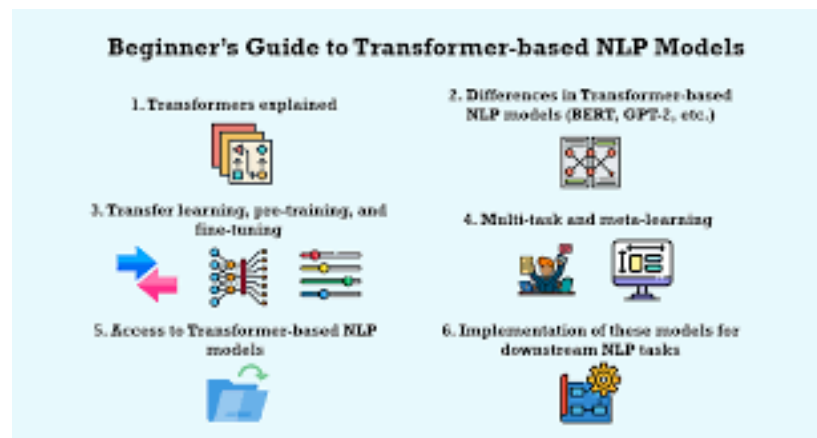 Beginner's Guide to Transformer-based NLP Models
1. Transformers explained
2. Differences in Transformer-based
NLP models (BERT, GPT-2, etc.)
3. Transfer learning, pre-training, and
fine-tuning
4. Multi-task and meta-learning
5. Access to Transformer-based NLP
models
6. Implementation of these models for
downstream NLP tasks